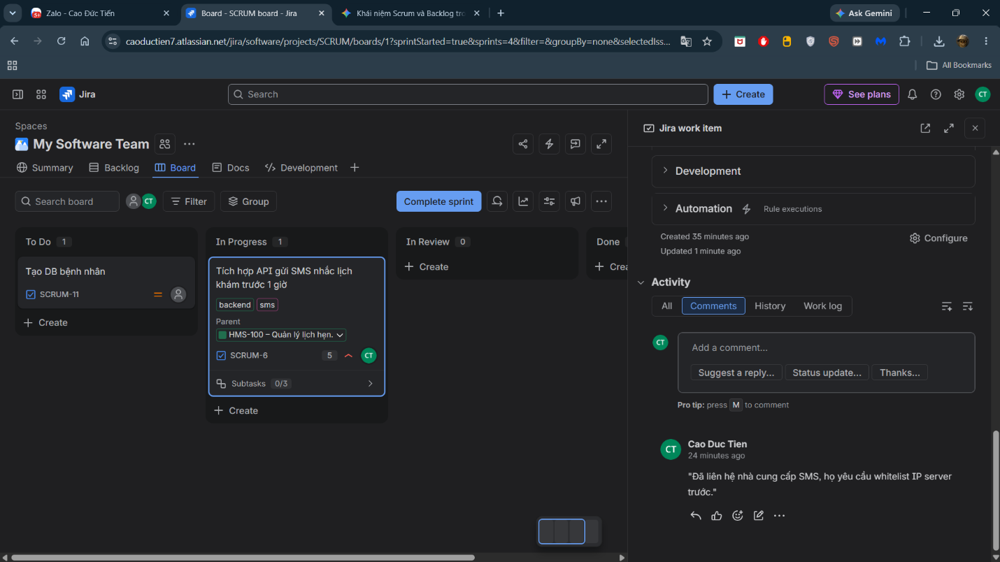 Zalo - Cao Đức Tiến
Board - SCRUM board - Jira
Khái niệm Scrum và Backlog tro
Ask Gemini
caoductien7.atlassian.net/jira/software/projects/SCRUM/boards/1?sprintStarted=true&sprints=4&filter=&groupBy=none&selectedIss...
All Bookmarks
Jira
Search
Create
See plans
CT
Spaces
My Software Team
Summary
Backlog
Board
Docs
Development
Search board
CT
Filter
Group
Complete sprint
To Do 1
Tạo DB bệnh nhân
SCRUM-11
Create
In Progress 1
Tích hợp API gửi SMS nhắc lịch
khám trước 1 giờ
backend sms
Parent
HMS-100 – Quản lý lịch hẹn.
SCRUM-6 5 CT
Subtasks 0/3
Create
In Review 0
Create
Done
Crea
Jira work item
Development
Automation Rule executions
Created 35 minutes ago
Updated 1 minute ago
Configure
Activity
All Comments History Work log
CT
Add a comment...
Suggest a reply... Status update... Thanks...
Pro tip: press M to comment
CT
Cao Duc Tien
24 minutes ago
"Đã liên hệ nhà cung cấp SMS, họ yêu cầu whitelist IP server
trước."